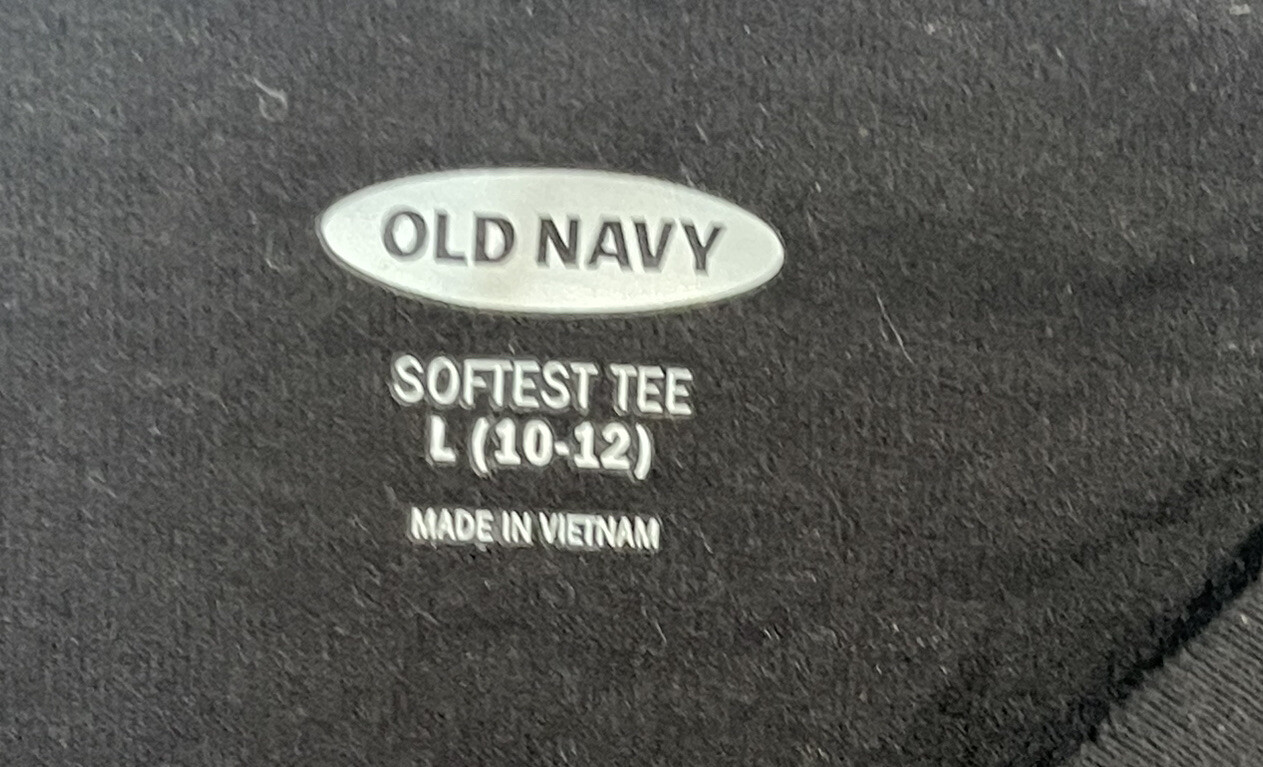 OLD NAVY
SOFTEST TEE
L (10-12)
MADE IN VIETNAM